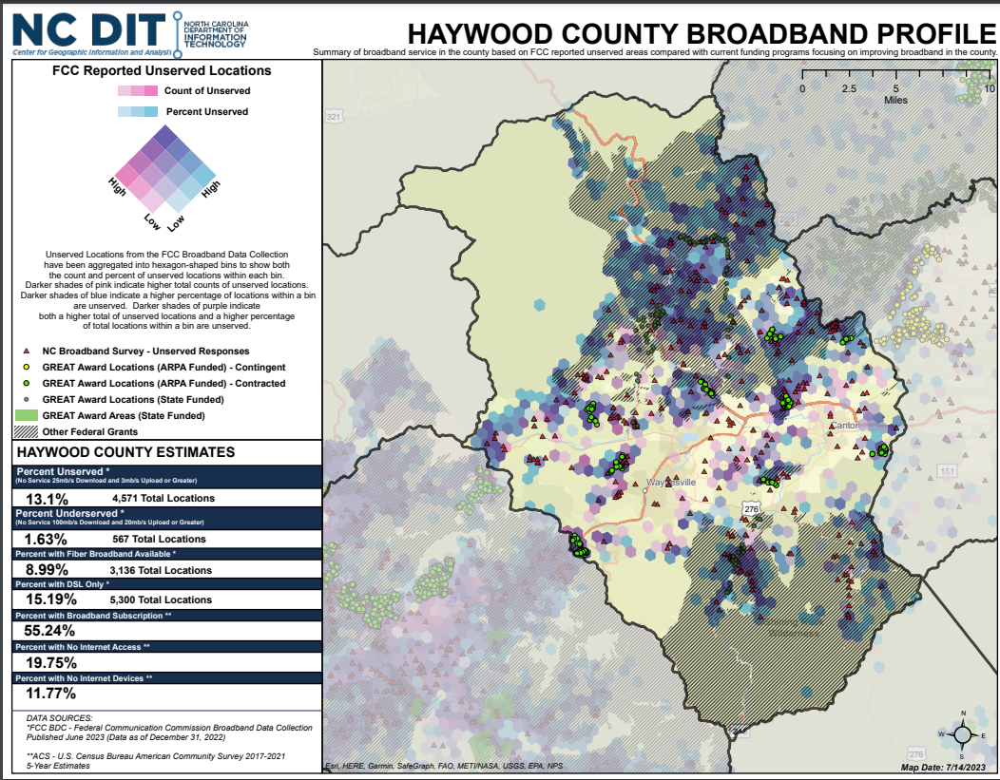 NC DIT
Center for Geographic Information and Analysis
NORTH CAROLINA
DEPARTMENT OF
INFORMATION
TECHNOLOGY
HAYWOOD COUNTY BROADBAND PROFILE
Summary of broadband service in the county based on FCC reported unserved areas compared with current funding programs focusing on improving broadband in the county.
FCC Reported Unserved Locations
Count of Unserved
Percent Unserved
High
High
Low
Low
Unserved Locations from the FCC Broadband Data Collection
have been aggregated into hexagon-shaped bins to show both
the count and percent of unserved locations within each bin.
Darker shades of pink indicate higher total counts of unserved locations.
Darker shades of blue indicate a higher percentage of locations within a bin
are unserved. Darker shades of purple indicate
both a higher total of unserved locations and a higher percentage
of total locations within a bin are unserved.
NC Broadband Survey - Unserved Responses
GREAT Award Locations (ARPA Funded) - Contingent
GREAT Award Locations (ARPA Funded) - Contracted
GREAT Award Locations (State Funded)
GREAT Award Areas (State Funded)
Other Federal Grants
HAYWOOD COUNTY ESTIMATES
Percent Unserved *
(No Service 25mb/s Download and 3mb/s Upload or Greater)
13.1% 4,571 Total Locations
Percent Underserved *
(No Service 100mb/s Download and 20mb/s Upload or Greater)
1.63% 567 Total Locations
Percent with Fiber Broadband Available *
8.99% 3,136 Total Locations
Percent with DSL Only *
15.19% 5,300 Total Locations
Percent with Broadband Subscription **
55.24%
Percent with No Internet Access **
19.75%
Percent with No Internet Devices **
11.77%
DATA SOURCES:
*FCC BDC - Federal Communication Commission Broadband Data Collection
Published June 2023 (Data as of December 31, 2022)
**ACS - U.S. Census Bureau American Community Survey 2017-2021
5-Year Estimates
0 2.5 5 10
Miles
321
Canton
151
Waynesville
276
Wilderness
276
N
W E
S
Esri, HERE, Garmin, SafeGraph, FAO, METI/NASA, USGS, EPA, NPS
Map Date: 7/14/2023